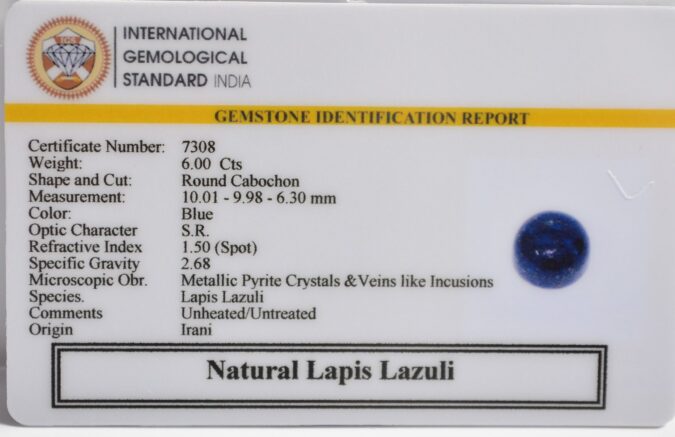 IGS
INTERNATIONAL
GEMOLOGICAL
STANDARD INDIA
GEMSTONE IDENTIFICATION REPORT
Certificate Number: 7308
Weight: 6.00 Cts
Shape and Cut: Round Cabochon
Measurement: 10.01 - 9.98 - 6.30 mm
Color: Blue
Optic Character S.R.
Refractive Index 1.50 (Spot)
Specific Gravity 2.68
Microscopic Obr. Metallic Pyrite Crystals &Veins like Incusions
Species. Lapis Lazuli
Comments Unheated/Untreated
Origin Irani
Natural Lapis Lazuli